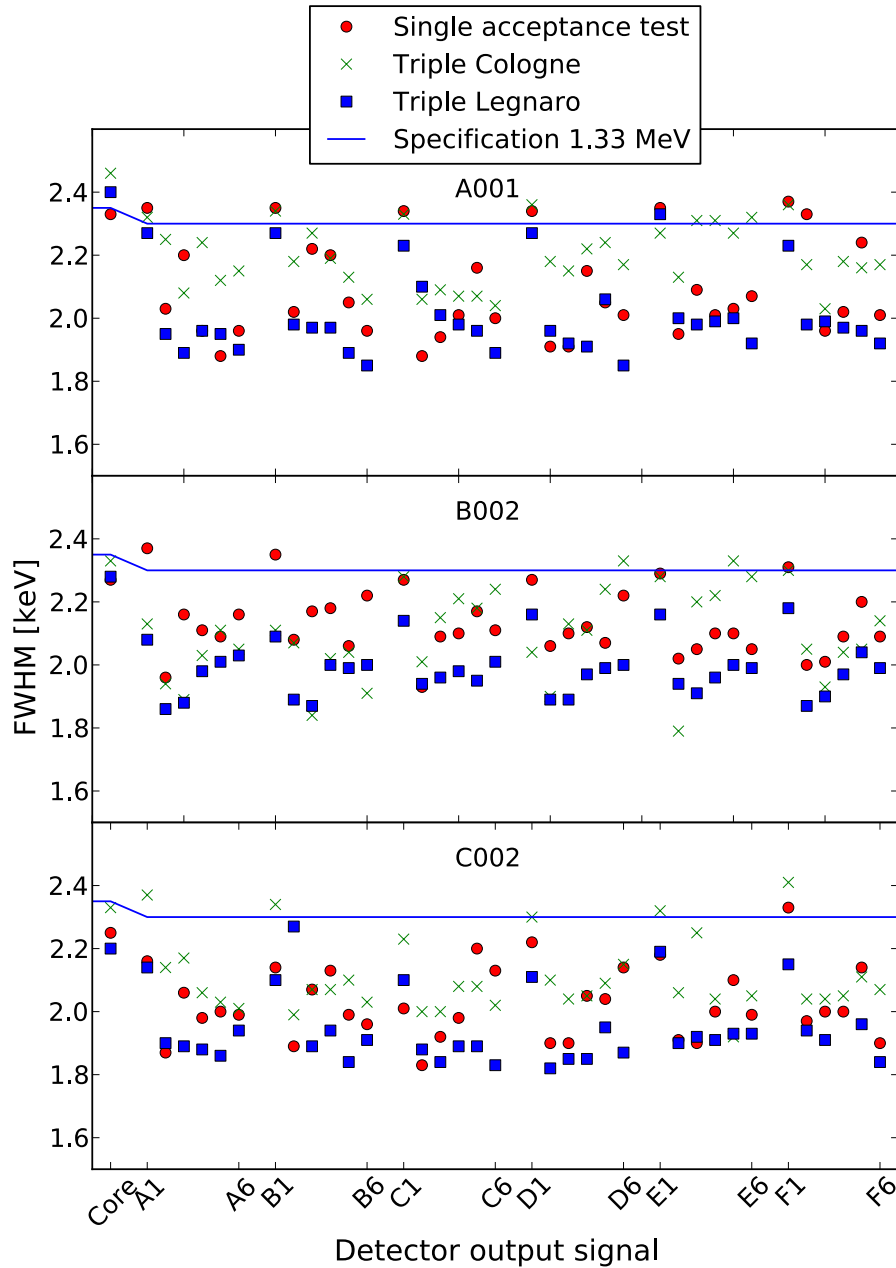 Single acceptance test
Triple Cologne
Triple Legnaro
Specification 1.33 MeV
A001
2.4
2.2
2.0
1.8
1.6
B002
2.4
2.2
2.0
1.8
1.6
FWHM [keV]
C002
2.4
2.2
2.0
1.8
1.6
Core
A1
A6
B1
B6
C1
C6
D1
D6
E1
E6
F1
F6
Detector output signal